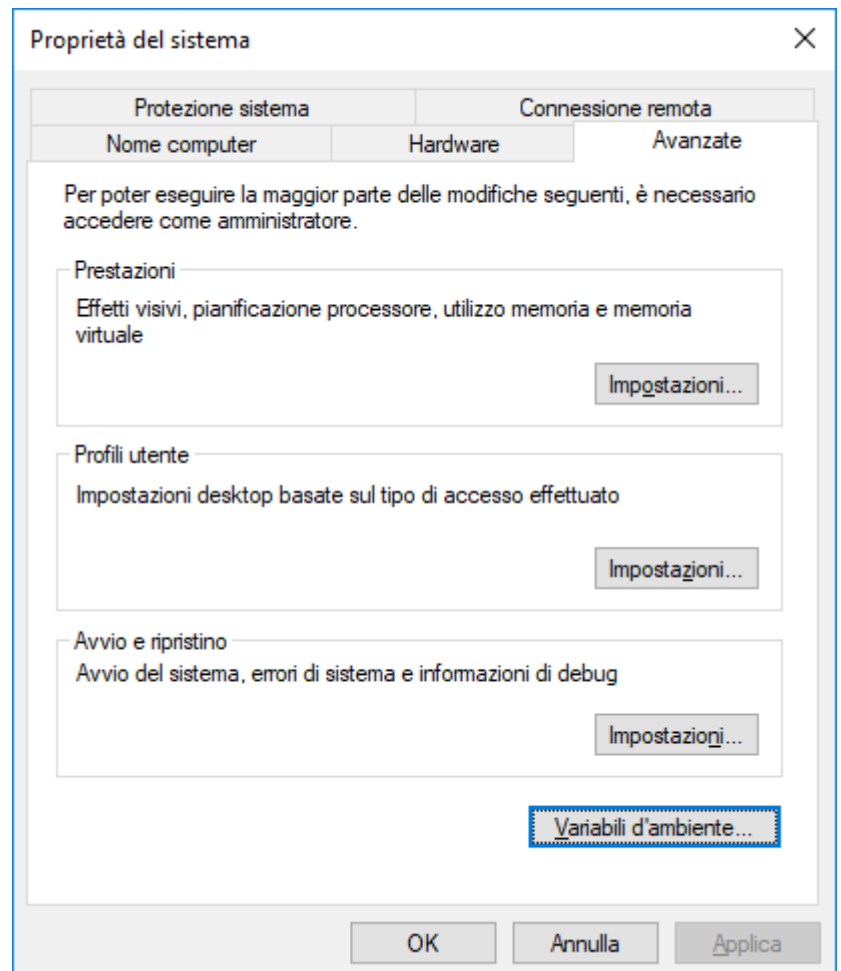 Proprietà del sistema
Protezione sistema
Connessione remota
Nome computer
Hardware
Avanzate
Per poter eseguire la maggior parte delle modifiche seguenti, è necessario
accedere come amministratore.
Prestazioni
Effetti visivi, pianificazione processore, utilizzo memoria e memoria
virtuale
Impostazioni...
Profili utente
Impostazioni desktop basate sul tipo di accesso effettuato
Impostazioni...
Avvio e ripristino
Avvio del sistema, errori di sistema e informazioni di debug
Impostazioni...
Variabili d'ambiente...
OK
Annulla
Applica